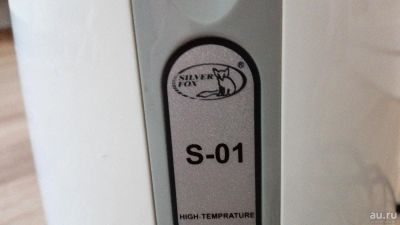 SILVER
FOX
®
S-01
HIGH-TEMPRATURE
au.ru